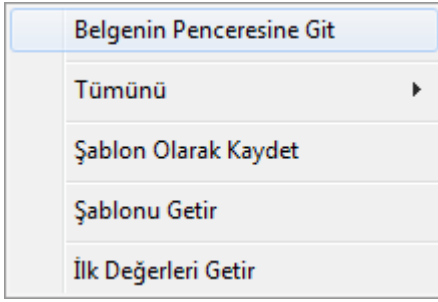 Belgenin Penceresine Git
Tümünü
Şablon Olarak Kaydet
Şablonu Getir
İlk Değerleri Getir